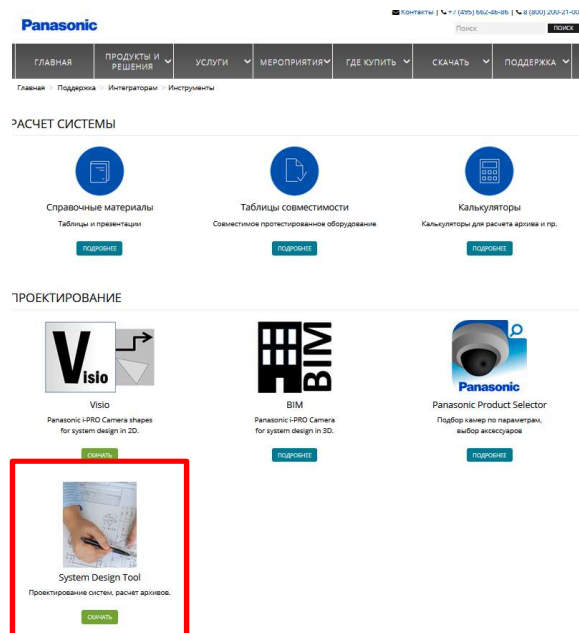 Контакты | +7 (495) 662-46-86 | 8 (800) 200-21-00
Panasonic
Поиск ПОИСК
ГЛАВНАЯ ПРОДУКТЫ И РЕШЕНИЯ УСЛУГИ МЕРОПРИЯТИЯ ГДЕ КУПИТЬ СКАЧАТЬ ПОДДЕРЖКА
Главная > Поддержка > Интеграторам > Инструменты
РАСЧЕТ СИСТЕМЫ
Справочные материалы
Таблицы и презентации
ПОДРОБНЕЕ
Таблицы совместимости
Совместимое протестированное оборудование
ПОДРОБНЕЕ
Калькуляторы
Калькуляторы для расчета архива и пр.
ПОДРОБНЕЕ
ПРОЕКТИРОВАНИЕ
Visio
Visio
Panasonic i-PRO Camera shapes
for system design in 2D.
СКАЧАТЬ
BIM
BIM
Panasonic i-PRO Camera
for system design in 3D.
ПОДРОБНЕЕ
Panasonic
Panasonic Product Selector
Подбор камер по параметрам,
выбор аксессуаров
ПОДРОБНЕЕ
System Design Tool
Проектирование систем, расчет архивов.
СКАЧАТЬ